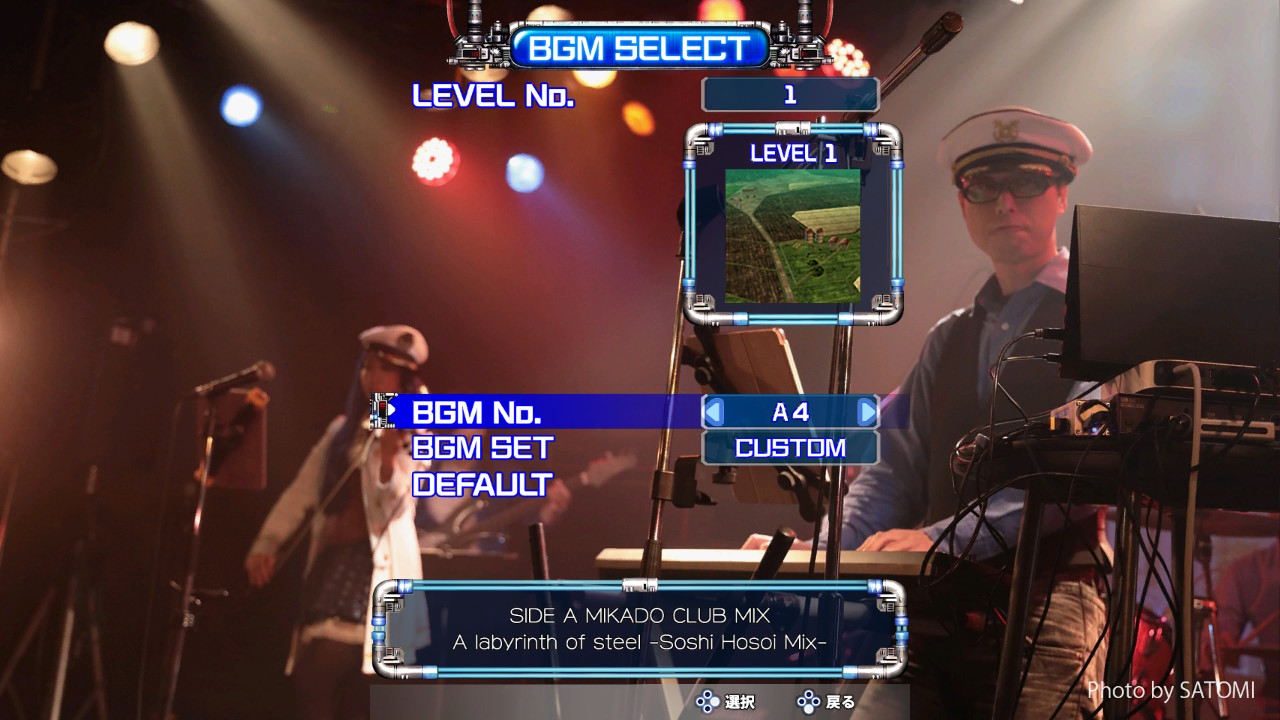 BGM SELECT
LEVEL No.
1
LEVEL 1
BGM No.
A4
BGM SET
CUSTOM
DEFAULT
SIDE A MIKADO CLUB MIX
A labyrinth of steel -Soshi Hosoi Mix-
選択
戻る
Photo by SATOMI